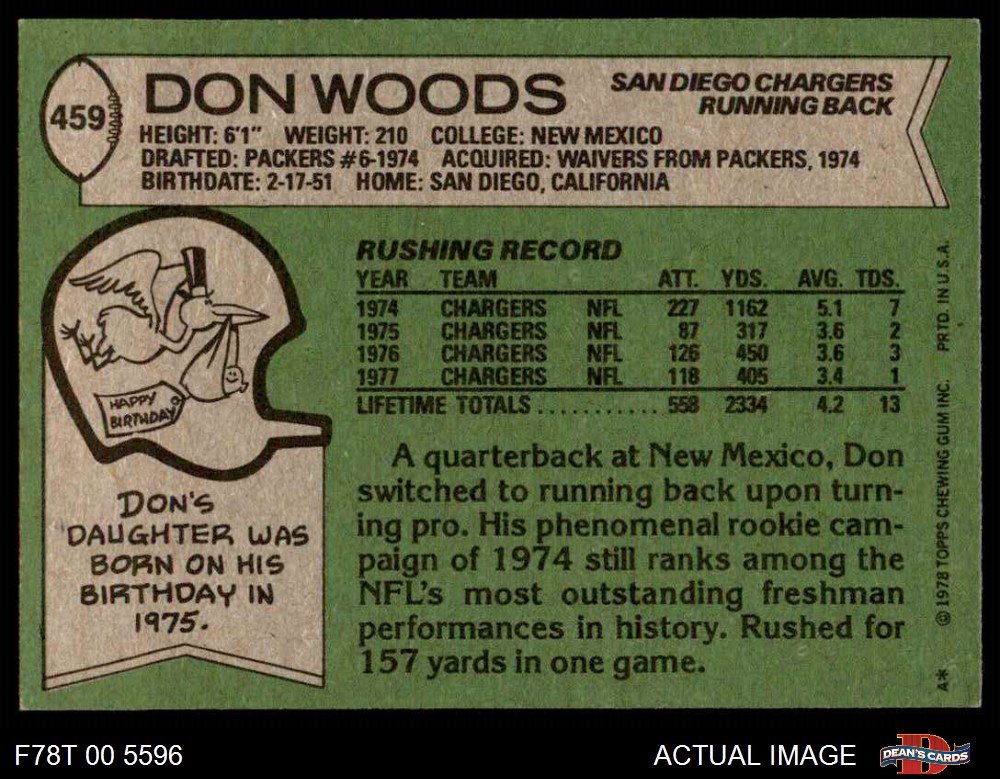 459
DON WOODS
SAN DIEGO CHARGERS
RUNNING BACK
HEIGHT: 6'1" WEIGHT: 210 COLLEGE: NEW MEXICO
DRAFTED: PACKERS #6-1974 ACQUIRED: WAIVERS FROM PACKERS, 1974
BIRTHDATE: 2-17-51 HOME: SAN DIEGO, CALIFORNIA
HAPPY
BIRTHDAY
DON'S
DAUGHTER WAS
BORN ON HIS
BIRTHDAY IN
1975.
RUSHING RECORD
YEAR TEAM ATT. YDS. AVG. TDS.
1974 CHARGERS NFL 227 1162 5.1 7
1975 CHARGERS NFL 87 317 3.6 2
1976 CHARGERS NFL 126 450 3.6 3
1977 CHARGERS NFL 118 405 3.4 1
LIFETIME TOTALS ........... 558 2334 4.2 13
A quarterback at New Mexico, Don
switched to running back upon turn-
ing pro. His phenomenal rookie cam-
paign of 1974 still ranks among the
NFL's most outstanding freshman
performances in history. Rushed for
157 yards in one game.
A* © 1978 TOPPS CHEWING GUM INC. PRTD. IN U.S.A.
F78T 00 5596
ACTUAL IMAGE
D
DEAN'S CARDS